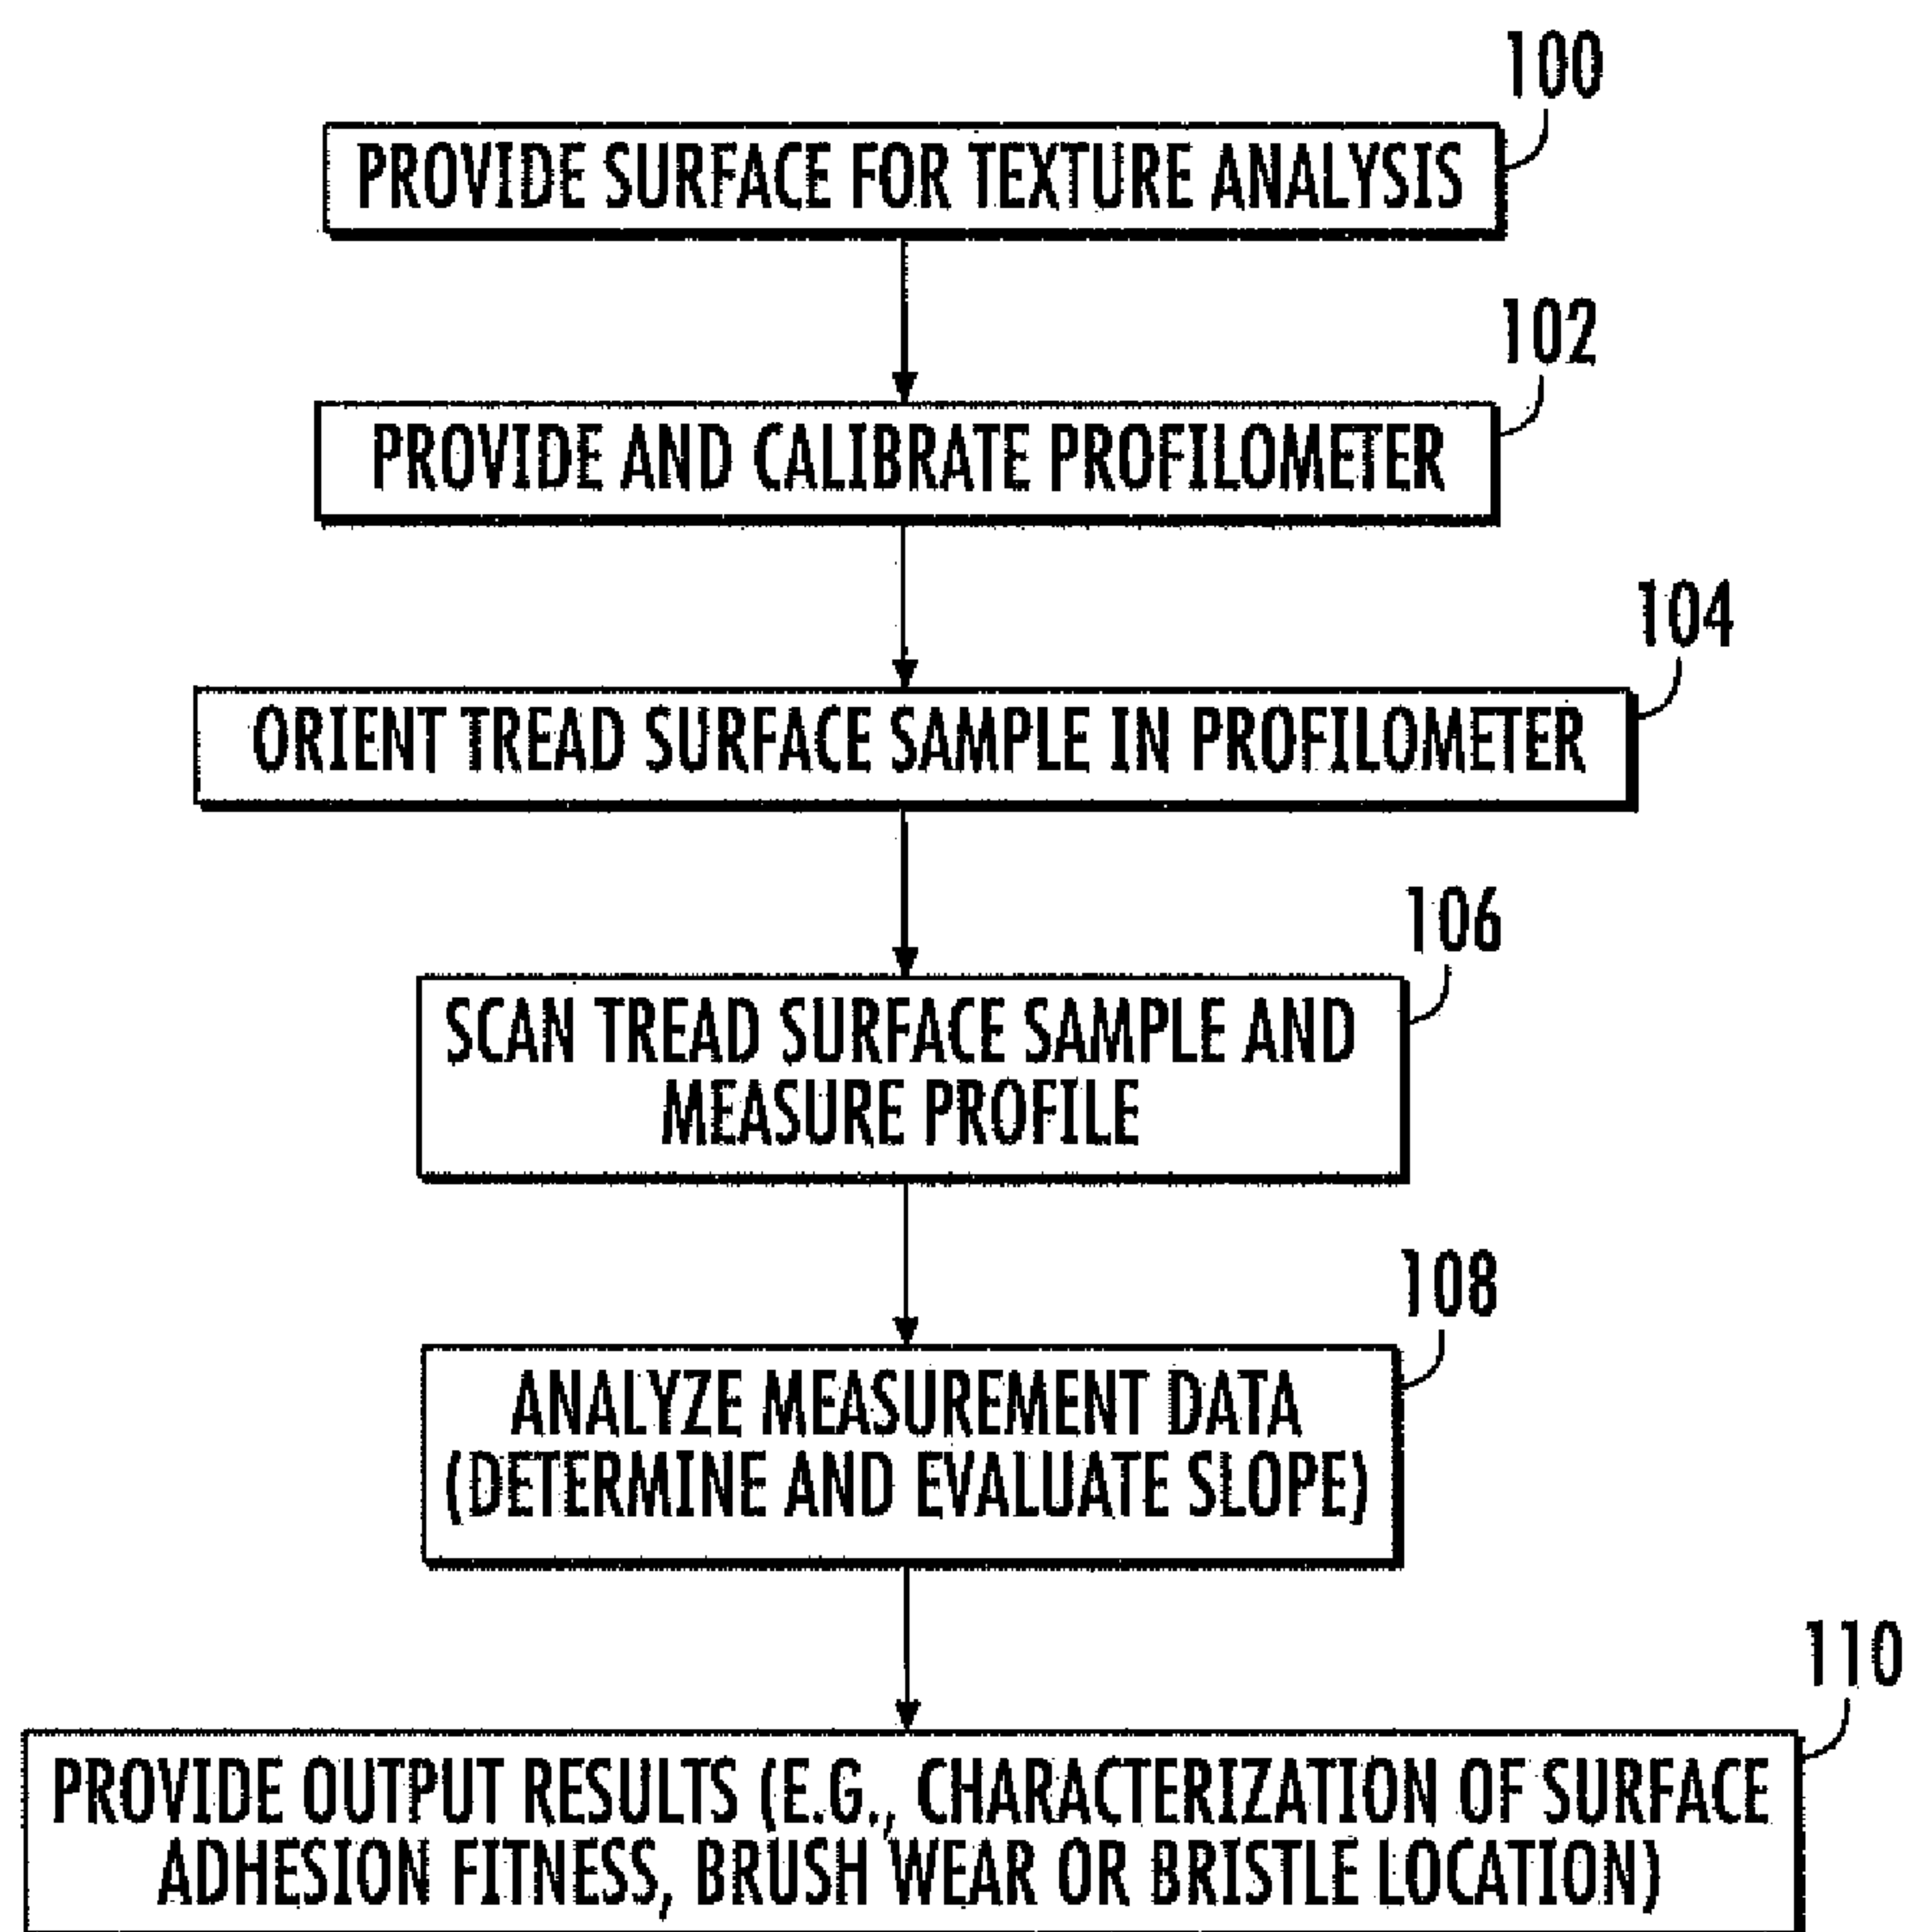 100
PROVIDE SURFACE FOR TEXTURE ANALYSIS
102
PROVIDE AND CALIBRATE PROFILOMETER
104
ORIENT TREAD SURFACE SAMPLE IN PROFILOMETER
106
SCAN TREAD SURFACE SAMPLE AND
MEASURE PROFILE
108
ANALYZE MEASUREMENT DATA
(DETERMINE AND EVALUATE SLOPE)
110
PROVIDE OUTPUT RESULTS (E.G., CHARACTERIZATION OF SURFACE
ADHESION FITNESS, BRUSH WEAR OR BRISTLE LOCATION)